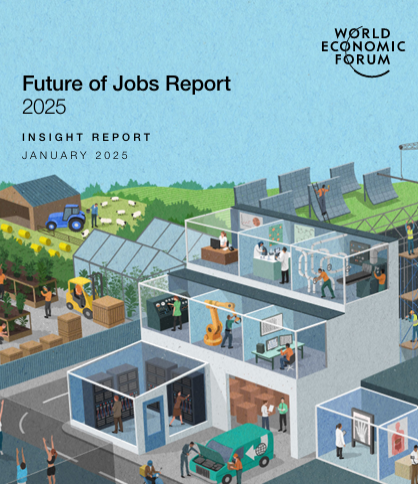 WORLD
ECONOMIC
FORUM
Future of Jobs Report
2025
INSIGHT REPORT
JANUARY 2025